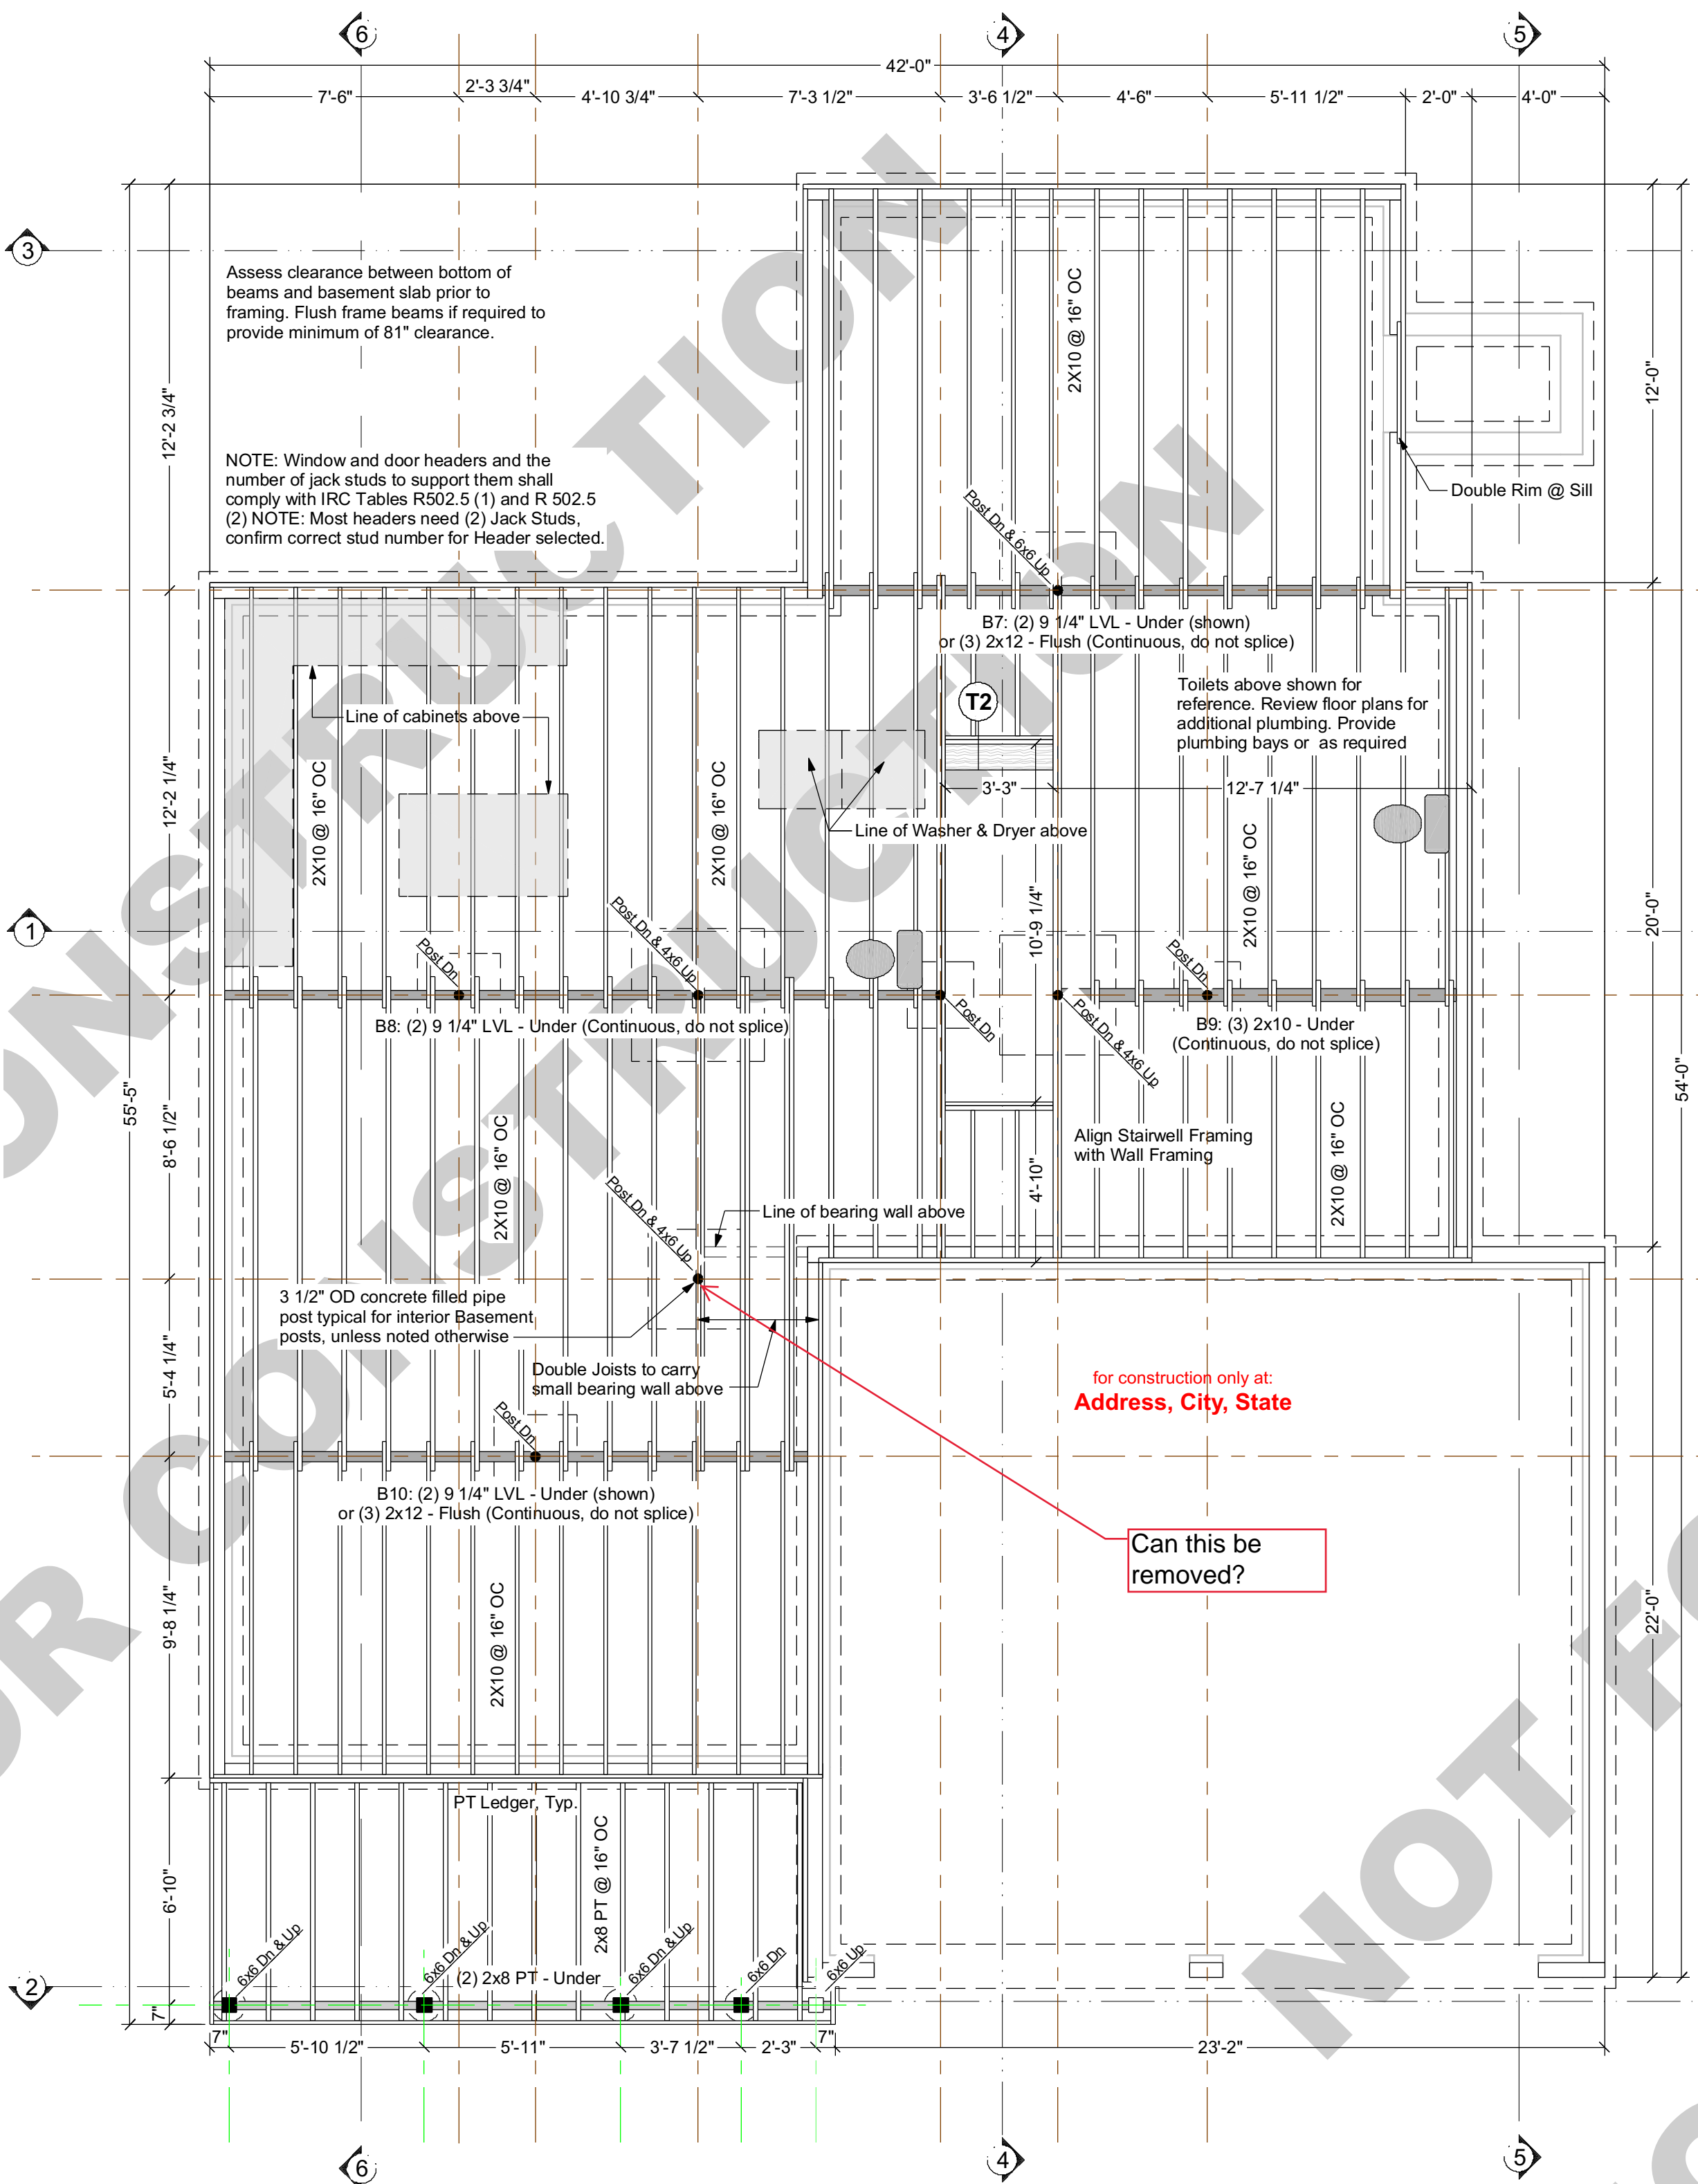 6
4
5
42'-0"
7'-6"
2'-3 3/4"
4'-10 3/4"
7'-3 1/2"
3'-6 1/2"
4'-6"
5'-11 1/2"
2'-0"
4'-0"
3
Assess clearance between bottom of
beams and basement slab prior to
framing. Flush frame beams if required to
provide minimum of 81" clearance.
2X10 @ 16" OC
12'-2 3/4"
12'-0"
NOTE: Window and door headers and the
number of jack studs to support them shall
comply with IRC Tables R502.5 (1) and R 502.5
(2) NOTE: Most headers need (2) Jack Studs,
confirm correct stud number for Header selected.
Double Rim @ Sill
Post Dn & 6x6 Up
B7: (2) 9 1/4" LVL - Under (shown)
or (3) 2x12 - Flush (Continuous, do not splice)
T2
Toilets above shown for
reference. Review floor plans for
additional plumbing. Provide
plumbing bays or as required
Line of cabinets above
3'-3"
12'-7 1/4"
12'-2 1/4"
2X10 @ 16" OC
2X10 @ 16" OC
Line of Washer & Dryer above
2X10 @ 16" OC
10'-9 1/4"
20'-0"
1
Post Dn
Post Dn & 4x6 Up
Post Dn
Post Dn
Post Dn & 4x6 Up
B8: (2) 9 1/4" LVL - Under (Continuous, do not splice)
B9: (3) 2x10 - Under
(Continuous, do not splice)
55'-5"
54'-0"
8'-6 1/2"
2X10 @ 16" OC
Align Stairwell Framing
with Wall Framing
4'-10"
2X10 @ 16" OC
Post Dn & 4x6 Up
Line of bearing wall above
3 1/2" OD concrete filled pipe
post typical for interior Basement
posts, unless noted otherwise
5'-4 1/4"
Double Joists to carry
small bearing wall above
for construction only at:
Address, City, State
Post Dn
B10: (2) 9 1/4" LVL - Under (shown)
or (3) 2x12 - Flush (Continuous, do not splice)
Can this be
removed?
9'-8 1/4"
2X10 @ 16" OC
22'-0"
PT Ledger, Typ.
6'-10"
2x8 PT @ 16" OC
6x6 Dn & Up
6x6 Dn & Up
6x6 Dn & Up
6x6 Dn
6x6 Up
(2) 2x8 PT - Under
2
7"
7"
5'-10 1/2"
5'-11"
3'-7 1/2"
2'-3"
7"
23'-2"
6
4
5
CONSTRUCTION
OR CONSTRUCTION
NOT FO